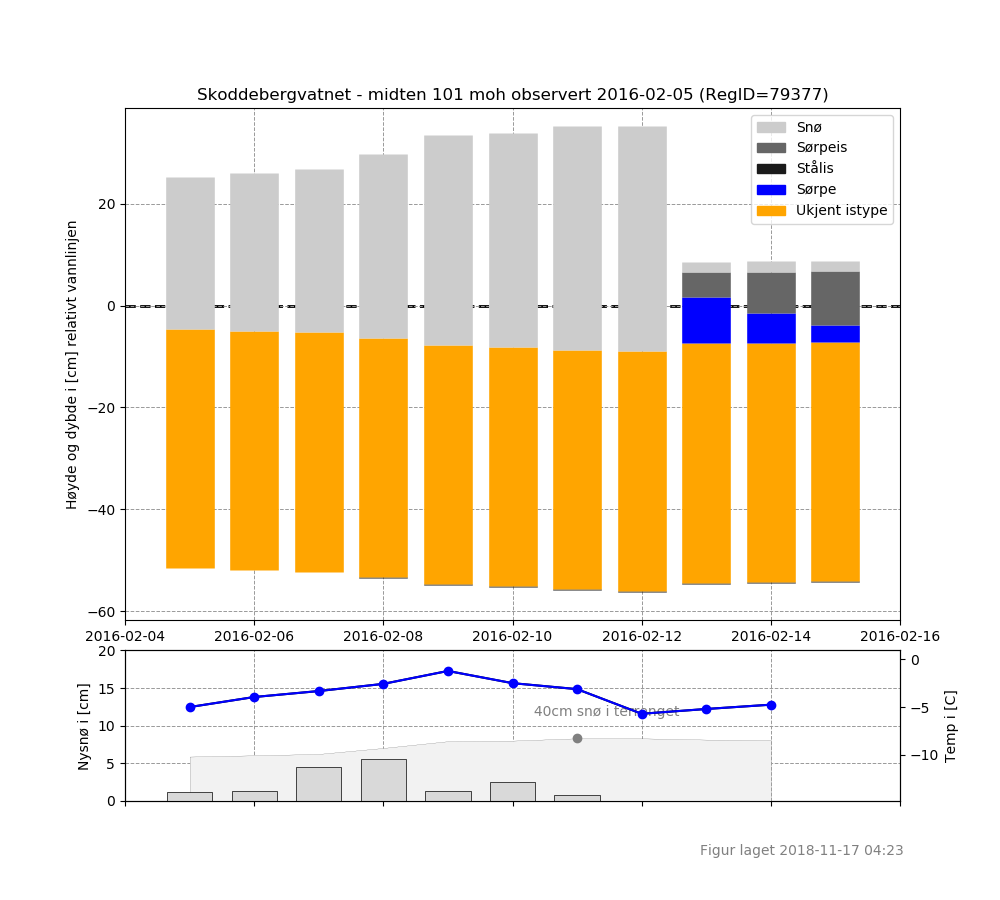 Skoddebergvatnet - midten 101 moh observert 2016-02-05 (RegID=79377)
Snø
Sørpeis
Stålis
Sørpe
Ukjent istype
Høyde og dybde i [cm] relativt vannlinjen
20
0
−20
−40
−60
2016-02-04 2016-02-06 2016-02-08 2016-02-10 2016-02-12 2016-02-14 2016-02-16
Nysnø i [cm]
20
15
10
5
0
40cm snø i terrenget
0
−5
−10
Temp i [C]
Figur laget 2018-11-17 04:23